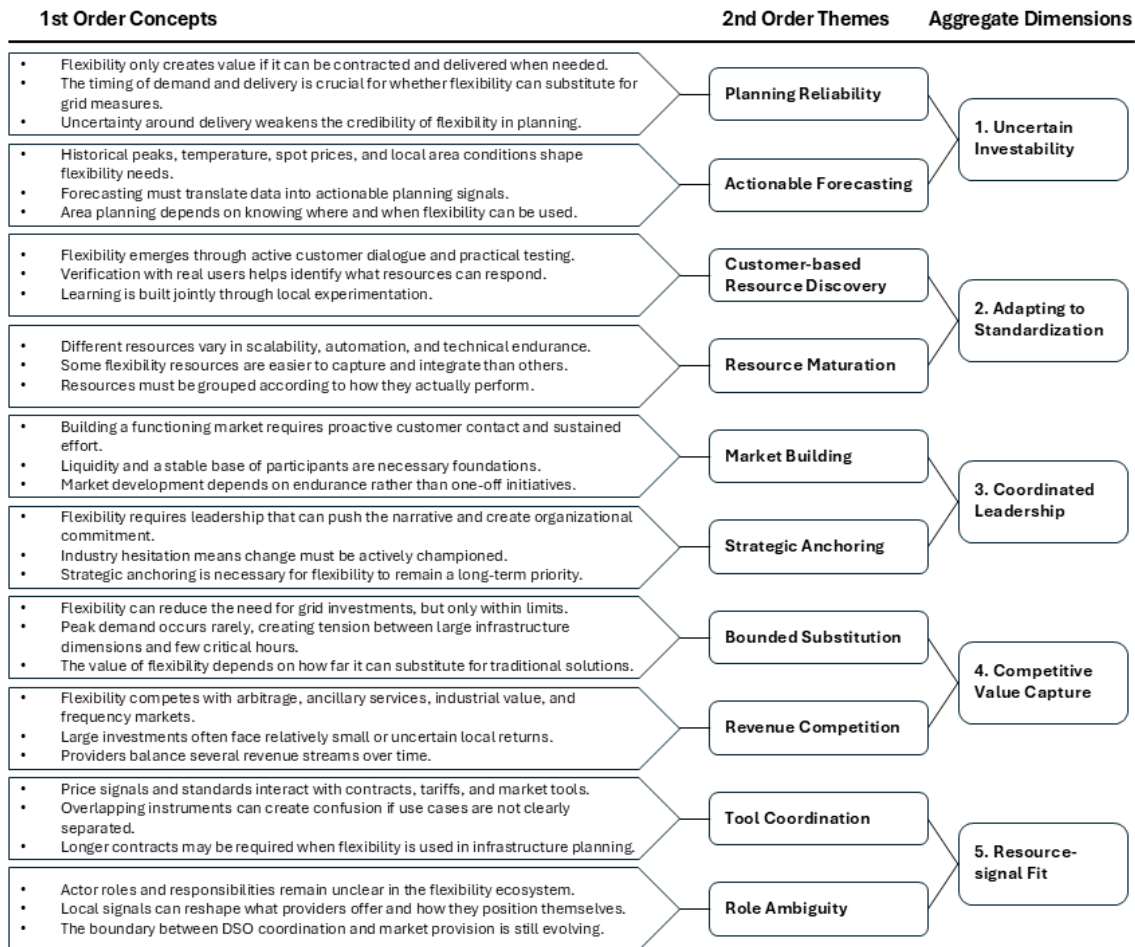 1st Order Concepts
2nd Order Themes
Aggregate Dimensions
• Flexibility only creates value if it can be contracted and delivered when needed.
• The timing of demand and delivery is crucial for whether flexibility can substitute for
grid measures.
• Uncertainty around delivery weakens the credibility of flexibility in planning.
Planning Reliability
1. Uncertain
Investability
• Historical peaks, temperature, spot prices, and local area conditions shape
flexibility needs.
• Forecasting must translate data into actionable planning signals.
• Area planning depends on knowing where and when flexibility can be used.
Actionable Forecasting
• Flexibility emerges through active customer dialogue and practical testing.
• Verification with real users helps identify what resources can respond.
• Learning is built jointly through local experimentation.
Customer-based
Resource Discovery
2. Adapting to
Standardization
• Different resources vary in scalability, automation, and technical endurance.
• Some flexibility resources are easier to capture and integrate than others.
• Resources must be grouped according to how they actually perform.
Resource Maturation
• Building a functioning market requires proactive customer contact and sustained
effort.
• Liquidity and a stable base of participants are necessary foundations.
• Market development depends on endurance rather than one-off initiatives.
Market Building
3. Coordinated
Leadership
• Flexibility requires leadership that can push the narrative and create organizational
commitment.
• Industry hesitation means change must be actively championed.
• Strategic anchoring is necessary for flexibility to remain a long-term priority.
Strategic Anchoring
• Flexibility can reduce the need for grid investments, but only within limits.
• Peak demand occurs rarely, creating tension between large infrastructure
dimensions and few critical hours.
• The value of flexibility depends on how far it can substitute for traditional solutions.
Bounded Substitution
4. Competitive
Value Capture
• Flexibility competes with arbitrage, ancillary services, industrial value, and
frequency markets.
• Large investments often face relatively small or uncertain local returns.
• Providers balance several revenue streams over time.
Revenue Competition
• Price signals and standards interact with contracts, tariffs, and market tools.
• Overlapping instruments can create confusion if use cases are not clearly
separated.
• Longer contracts may be required when flexibility is used in infrastructure planning.
Tool Coordination
5. Resource-
signal Fit
• Actor roles and responsibilities remain unclear in the flexibility ecosystem.
• Local signals can reshape what providers offer and how they position themselves.
• The boundary between DSO coordination and market provision is still evolving.
Role Ambiguity